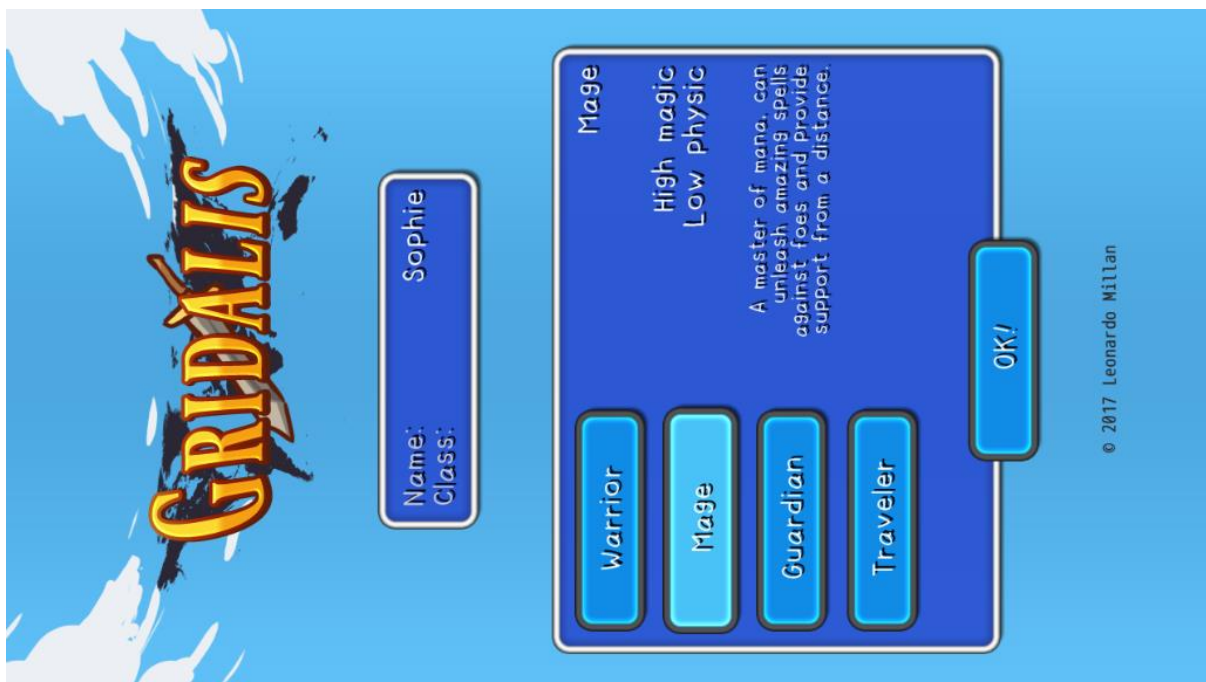 GRIDALIS
Name: Sophie
Class:
Warrior
Mage
Guardian
Traveler
Mage
High magic
Low physic
A master of mana, can
unleash amazing spells
against foes and provide
support from a distance.
OK!
© 2017 Leonardo Millan